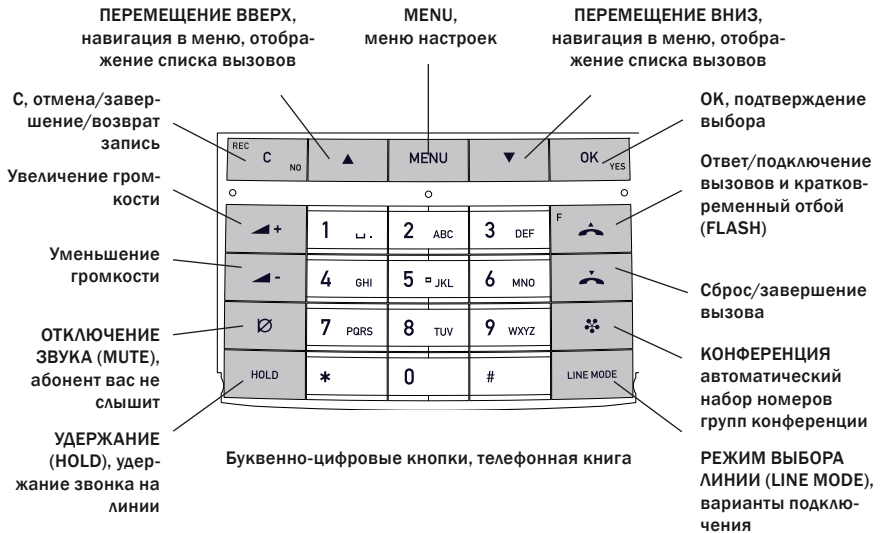 ПЕРЕМЕЩЕНИЕ ВВЕРХ,
навигация в меню, отобра-
жение списка вызовов
MENU,
меню настроек
ПЕРЕМЕЩЕНИЕ ВНИЗ,
навигация в меню, отобра-
жение списка вызовов
C, отмена/завер-
шение/возврат
запись
Увеличение гром-
кости
Уменьшение
громкости
ОТКЛЮЧЕНИЕ
ЗВУКА (MUTE),
абонент вас не
слышит
УДЕРЖАНИЕ
(HOLD), удер-
жание звонка на
линии
REC C NO
▲
MENU
▼
OK YES
+
1 ␣ .
2 ABC
3 DEF
F
-
4 GHI
5 JKL
6 MNO
7 PQRS
8 TUV
9 WXYZ
HOLD
*
0
#
LINE MODE
Буквенно-цифровые кнопки, телефонная книга
ОК, подтверждение
выбора
Ответ/подключение
вызовов и кратков-
ременный отбой
(FLASH)
Сброс/завершение
вызова
КОНФЕРЕНЦИЯ
автоматический
набор номеров
групп конференции
РЕЖИМ ВЫБОРА
ЛИНИИ (LINE MODE),
варианты подклю-
чения